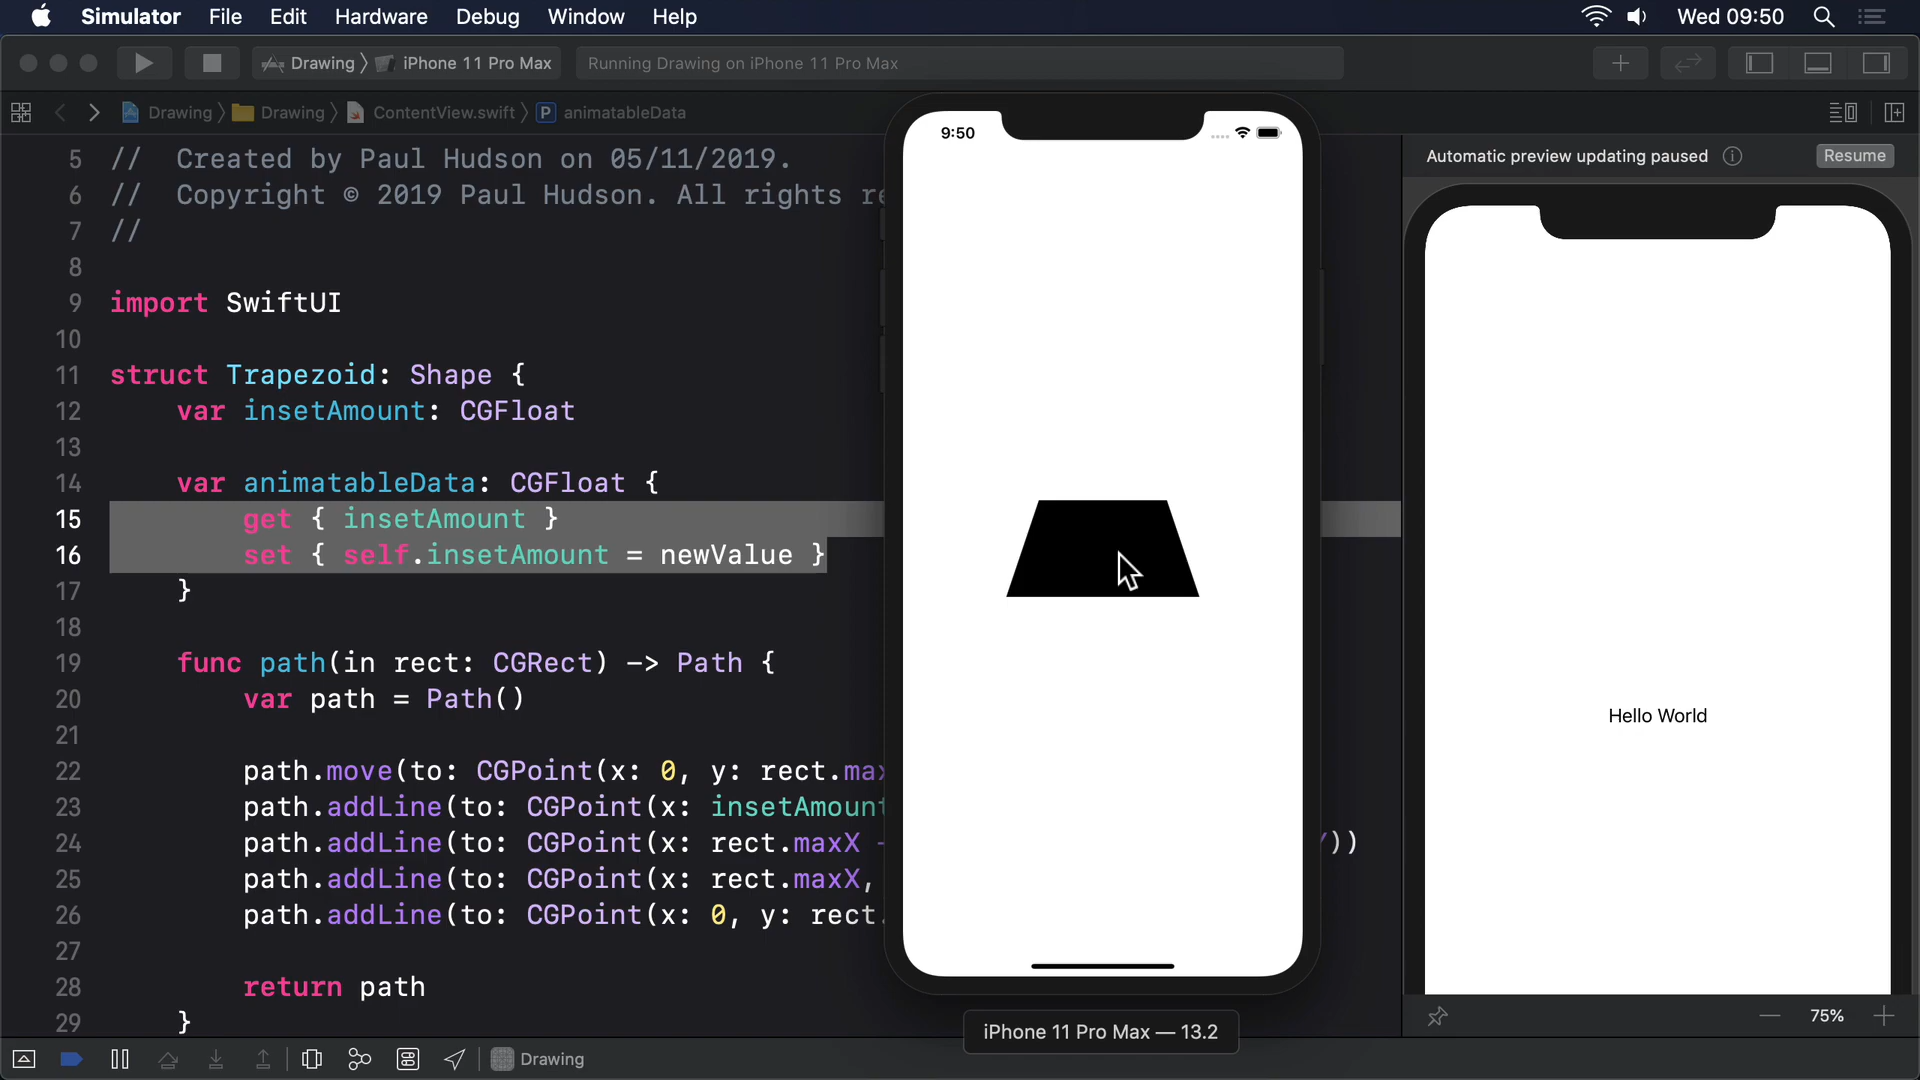 Simulator File Edit Hardware Debug Window Help Wed 09:50
Drawing iPhone 11 Pro Max Running Drawing on iPhone 11 Pro Max
Drawing Drawing ContentView.swift P animatableData
5 // Created by Paul Hudson on 05/11/2019.
6 // Copyright © 2019 Paul Hudson. All rights
7 //
8
9 import SwiftUI
10
11 struct Trapezoid: Shape {
12 var insetAmount: CGFloat
13
14 var animatableData: CGFloat {
15 get { insetAmount }
16 set { self.insetAmount = newValue }
17 }
18
19 func path(in rect: CGRect) -> Path {
20 var path = Path()
21
22 path.move(to: CGPoint(x: 0, y: rect.max
23 path.addLine(to: CGPoint(x: insetAmount
24 path.addLine(to: CGPoint(x: rect.maxX - ))
25 path.addLine(to: CGPoint(x: rect.maxX,
26 path.addLine(to: CGPoint(x: 0, y: rect.
27
28 return path
29 }
9:50
iPhone 11 Pro Max — 13.2
Automatic preview updating paused Resume
Hello World
75%
Drawing